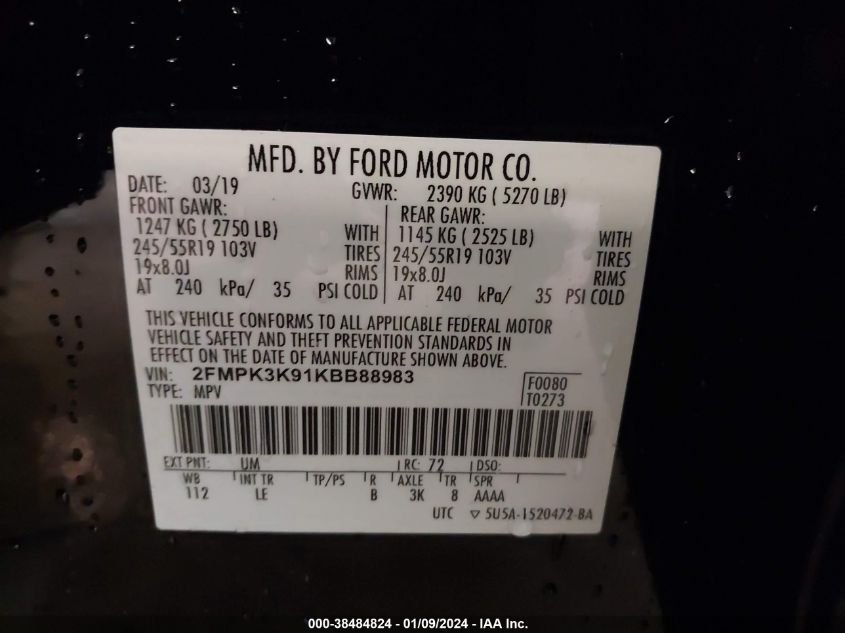 MFD. BY FORD MOTOR CO.
DATE: 03/19 GVWR: 2390 KG ( 5270 LB)
FRONT GAWR: REAR GAWR:
1247 KG ( 2750 LB) WITH 1145 KG ( 2525 LB) WITH
245/55R19 103V TIRES 245/55R19 103V TIRES
19x8.0J RIMS 19x8.0J RIMS
AT 240 kPa/ 35 PSI COLD AT 240 kPa/ 35 PSI COLD
THIS VEHICLE CONFORMS TO ALL APPLICABLE FEDERAL MOTOR
VEHICLE SAFETY AND THEFT PREVENTION STANDARDS IN
EFFECT ON THE DATE OF MANUFACTURE SHOWN ABOVE.
VIN: 2FMPK3K91KBB88983 F0080
TYPE: MPV T0273
EXT PNT: UM RC: 72 DSO:
WB INT TR TP/PS R AXLE TR SPR
112 LE B 3K 8 AAAA
UTC ▽ 5U5A-1520472-BA
000-38484824 - 01/09/2024 - IAA Inc.